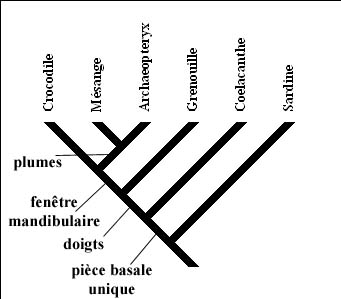 Crocodile
Mésange
Archaeopteryx
Grenouille
Coelacanthe
Sardine
plumes
fenêtre
mandibulaire
doigts
pièce basale
unique